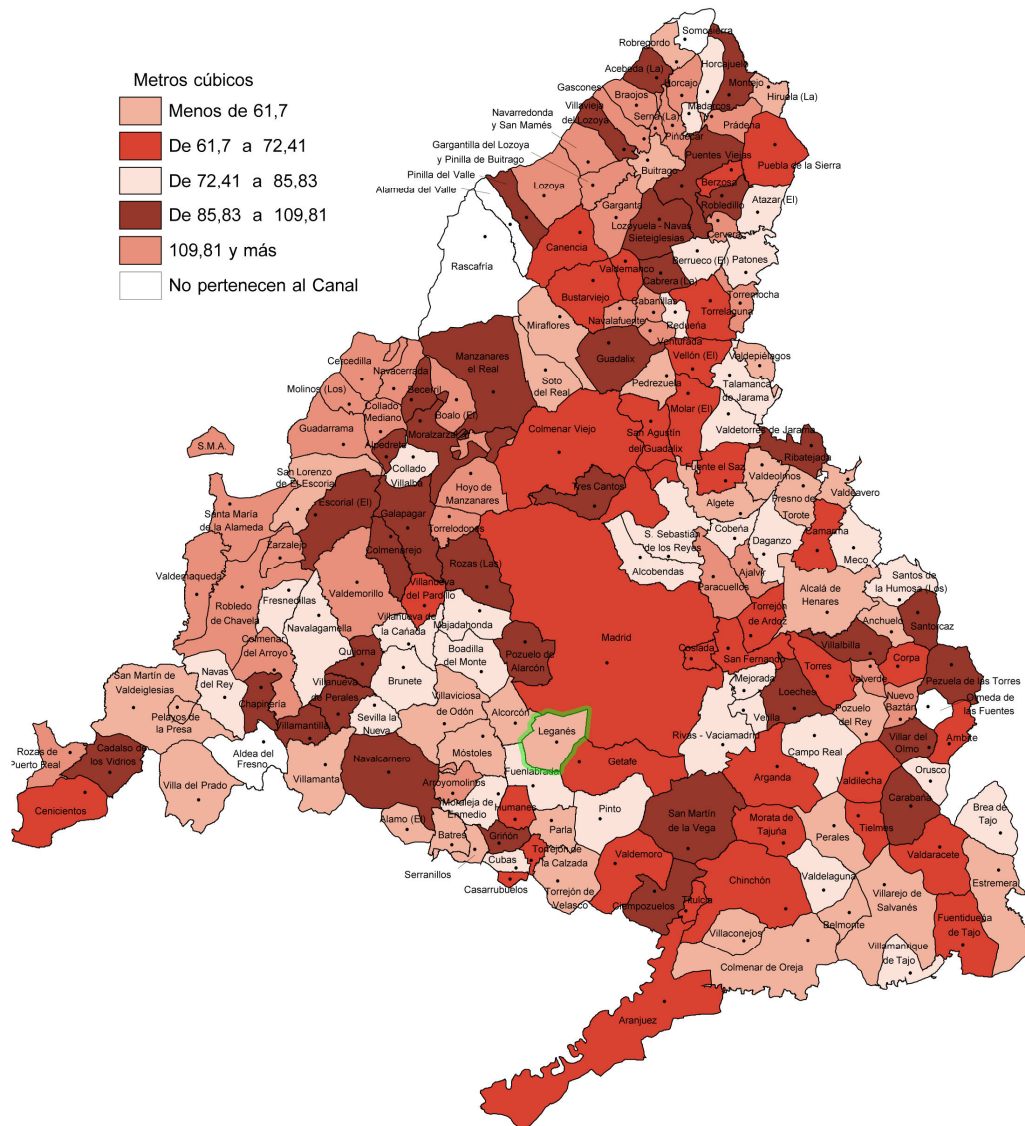 Metros cúbicos
Menos de 61,7
De 61,7 a 72,41
De 72,41 a 85,83
De 85,83 a 109,81
109,81 y más
No pertenecen al Canal
Somosierra
Robregordo
Acebeda (La)
Horcajuelo
Horcajo
Montejo
Gascones
Braojos
Madarcos
Hiruela (La)
Villavieja
del Lozoya
Serna (La)
Prádena
Navarredonda
y San Mamés
Piñuecar
Gargantilla del Lozoya
y Pinilla de Buitrago
Buitrago
Puentes Viejas
Puebla de la Sierra
Pinilla del Valle
Alameda del Valle
Lozoya
Berzosa
Robledillo
Atazar (El)
Garganta
Lozoyuela - Navas
Sieteiglesias
Cervera
Canencia
Berrueco (El)
Patones
Rascafría
Valdemanco
Cabrera (La)
Bustarviejo
Cabanillas
Torremocha
Torrelaguna
Miraflores
Navalafuente
Redueña
Venturada
Guadalix
Vellón (El)
Valdepiélagos
Cercedilla
Navacerrada
Manzanares
el Real
Soto
del Real
Pedrezuela
Talamanca
de Jarama
Molinos (Los)
Becerril
Collado
Mediano
Boalo (El)
Molar (El)
Guadarrama
Moralzarzal
Colmenar Viejo
San Agustín
del Guadalix
Valdetorres de Jarama
S.M.A.
Alpedrete
Collado
Villalba
Ribatejada
San Lorenzo
de El Escorial
Hoyo de
Manzanares
Tres Cantos
Fuente el Saz
Valdeolmos
Escorial (El)
Galapagar
Algete
Fresno de
Torote
Valdeavero
Santa María
de la Alameda
Torrelodones
Cobeña
Camarma
Zarzalejo
Colmenarejo
S. Sebastián
de los Reyes
Daganzo
Meco
Rozas (Las)
Alcobendas
Ajalvir
Valdemaqueda
Valdemorillo
Villanueva
del Pardillo
Paracuellos
Alcalá de
Henares
Santos de
la Humosa (Los)
Robledo
de Chavela
Fresnedillas
Navalagamella
Villanueva de
la Cañada
Majadahonda
Torrejón
de Ardoz
Anchuelo
Santorcaz
Colmenar
del Arroyo
Quijorna
Boadilla
del Monte
Pozuelo de
Alarcón
Madrid
Coslada
San Fernando
Villalbilla
Corpa
Pezuela de las Torres
San Martín de
Valdeiglesias
Navas
del Rey
Villanueva
de Perales
Brunete
Mejorada
Loeches
Torres
Valverde
Nuevo
Baztán
Olmeda de
las Fuentes
Pelayos de
la Presa
Chapinería
Villamantilla
Sevilla la
Nueva
Villaviciosa
de Odón
Alcorcón
Leganés
Velilla
Pozuelo
del Rey
Villar del
Olmo
Ambite
Rozas de
Puerto Real
Cadalso de
los Vidrios
Aldea del
Fresno
Navalcarnero
Móstoles
Getafe
Rivas - Vaciamadrid
Campo Real
Villamanta
Arroyomolinos
Fuenlabrada
Arganda
Valdilecha
Orusco
Cenicientos
Villa del Prado
Moraleja de
Enmedio
Humanes
Pinto
San Martín
de la Vega
Morata de
Tajuña
Carabaña
Brea de
Tajo
Alamo (El)
Batres
Griñón
Parla
Perales
Tielmes
Serranillos
Cubas
Torrejón de
la Calzada
Valdemoro
Valdaracete
Casarrubuelos
Torrejón de
Velasco
Ciempozuelos
Titulcia
Chinchón
Valdelaguna
Villarejo de
Salvanés
Estremera
Villaconejos
Belmonte
Fuentidueña
de Tajo
Colmenar de Oreja
Villamanrique
de Tajo
Aranjuez